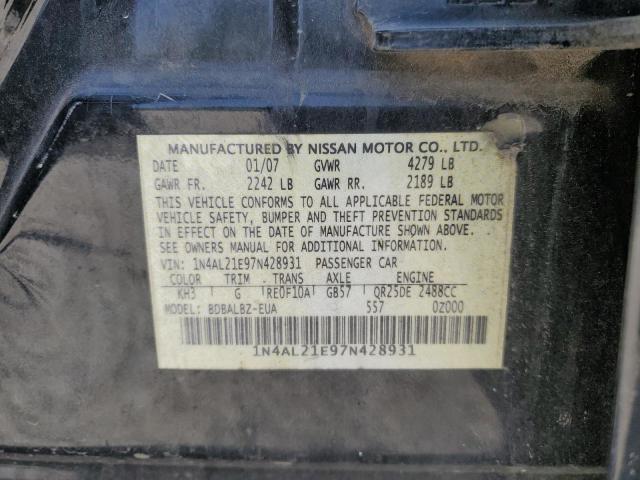 MANUFACTURED BY NISSAN MOTOR CO., LTD.
DATE 01/07 GVWR 4279 LB
GAWR FR. 2242 LB GAWR RR. 2189 LB
THIS VEHICLE CONFORMS TO ALL APPLICABLE FEDERAL MOTOR
VEHICLE SAFETY, BUMPER AND THEFT PREVENTION STANDARDS
IN EFFECT ON THE DATE OF MANUFACTURE SHOWN ABOVE.
SEE OWNERS MANUAL FOR ADDITIONAL INFORMATION.
VIN: 1N4AL21E97N428931 PASSENGER CAR
COLOR TRIM TRANS AXLE ENGINE
KH3 G RE0F10A GB57 QR25DE 2488CC
MODEL: BDBALBZ-EUA 557 0Z000
1N4AL21E97N428931